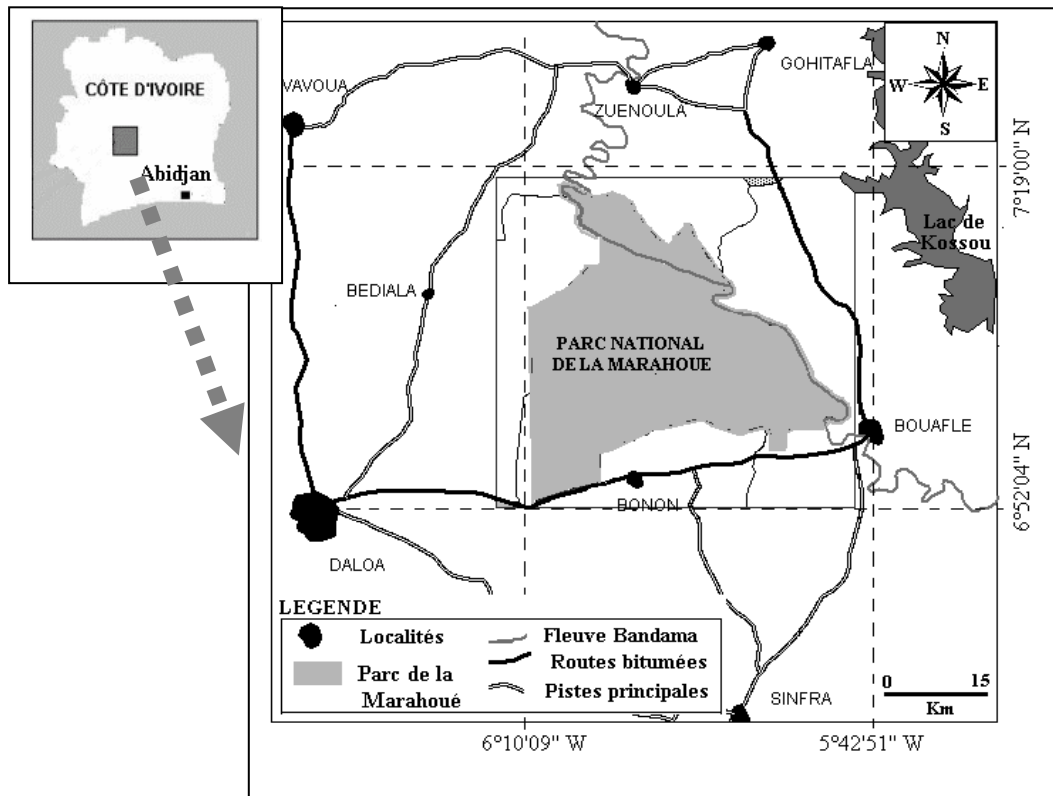 CÔTE D'IVOIRE
Abidjan
VAVOUA
GOHITAFLA
ZUENOULA
N
W
E
S
7°19'00" N
Lac de
Kossou
BEDIALA
PARC NATIONAL
DE LA MARAHOUE
BOUAFLE
BONON
6°52'04" N
DALOA
LEGENDE
Localités
Fleuve Bandama
Parc de la
Marahoué
Routes bitumées
Pistes principales
SINFRA
0 15
Km
6°10'09" W
5°42'51" W